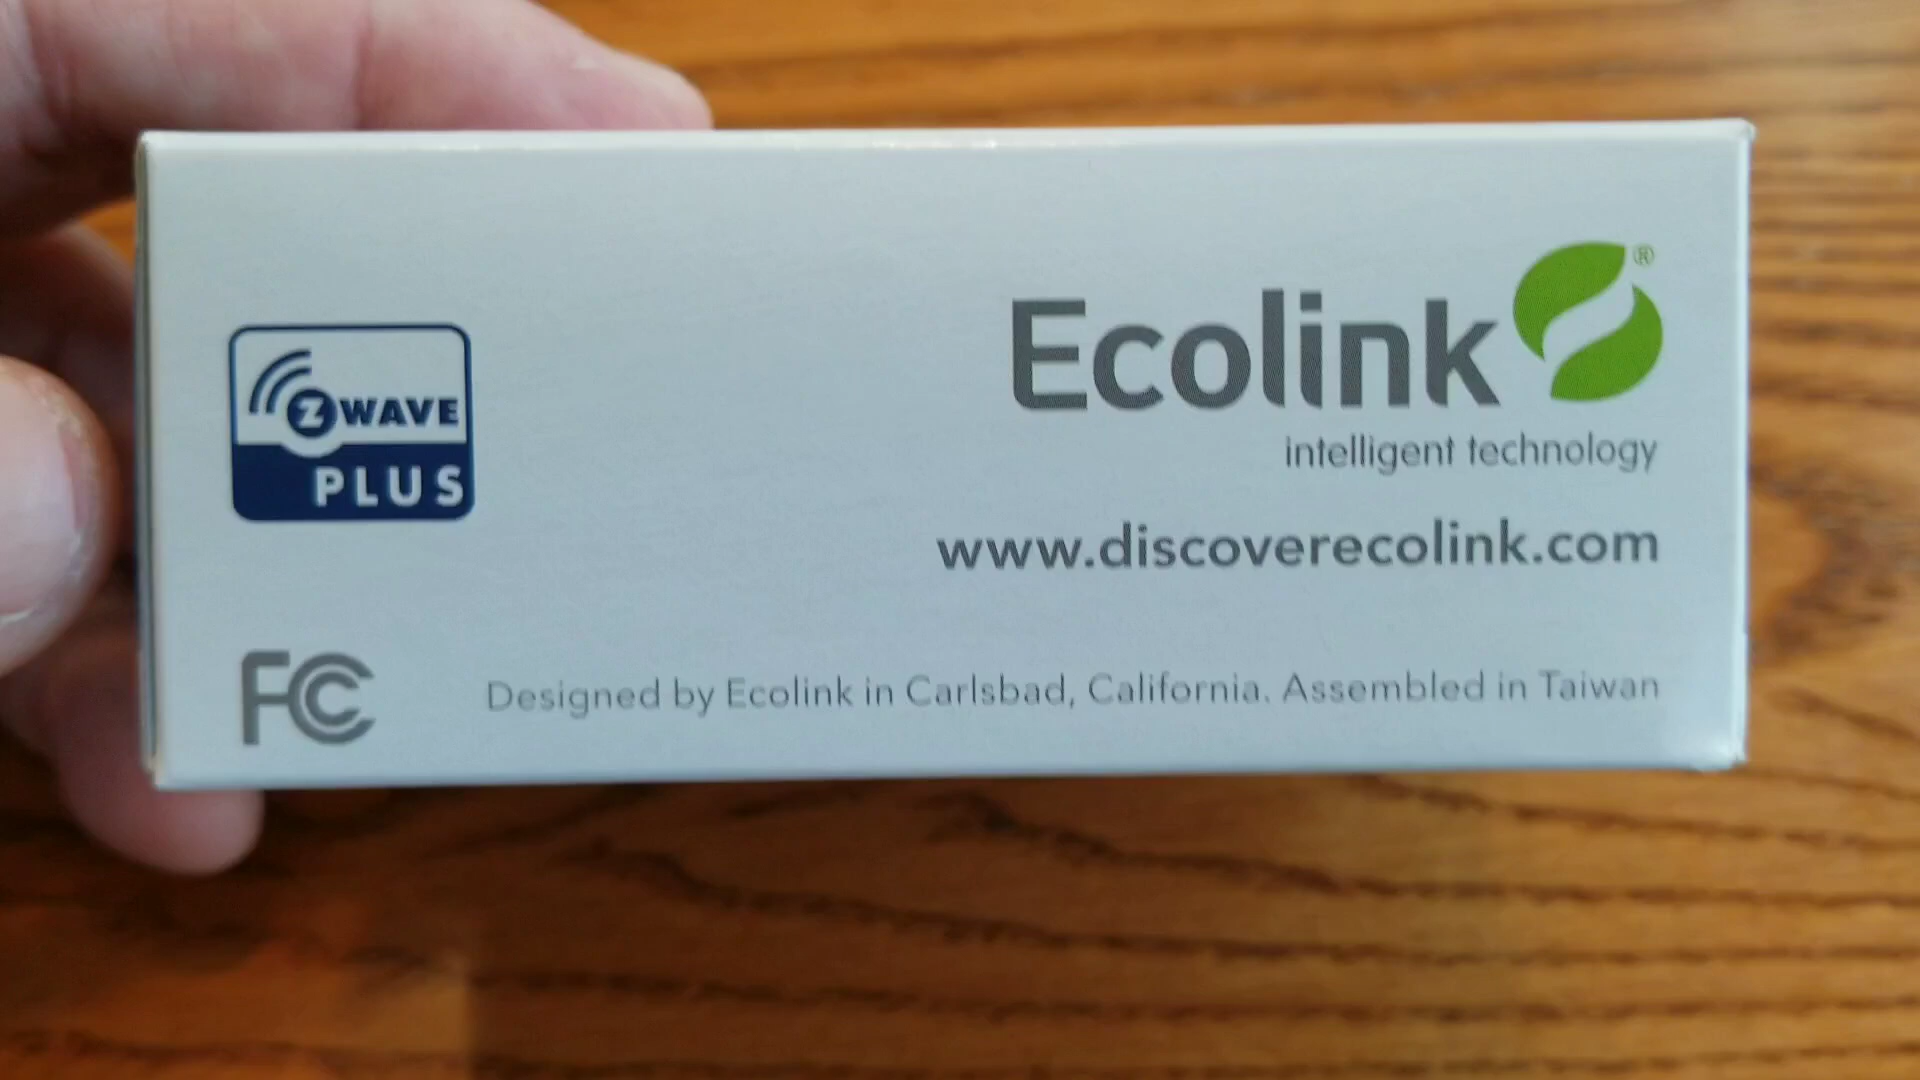 Z WAVE
PLUS
Ecolink®
intelligent technology
www.discoverecolink.com
FC
Designed by Ecolink in Carlsbad, California. Assembled in Taiwan